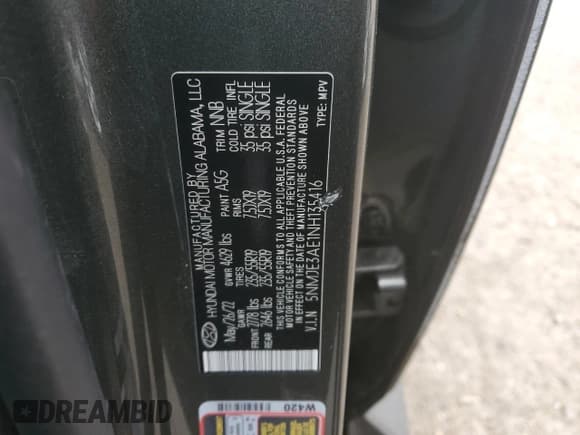 MANUFACTURED BY
HYUNDAI MOTOR MANUFACTURING ALABAMA, LLC
May/26/22 PAINT A5G TRIM NNB
GVWR 4629 lbs
GAWR TIRES RIMS COLD TIRE INFL
FRONT 2778 lbs 235/55R19 7.5JX19 35 psi SINGLE
REAR 2646 lbs 235/55R19 7.5JX19 35 psi SINGLE
THIS VEHICLE CONFORMS TO ALL APPLICABLE U.S.A. FEDERAL
MOTOR VEHICLE SAFETY AND THEFT PREVENTION STANDARDS
IN EFFECT ON THE DATE OF MANUFACTURE SHOWN ABOVE
V.I.N 5NMJE3AE1NH135416 TYPE: MPV
W420
DREAMBID